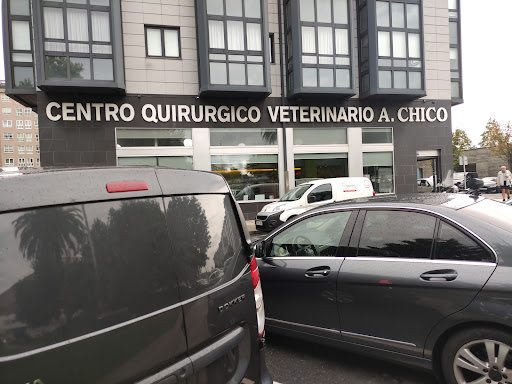 CENTRO QUIRURGICO VETERINARIO A. CHICO
DOKKER